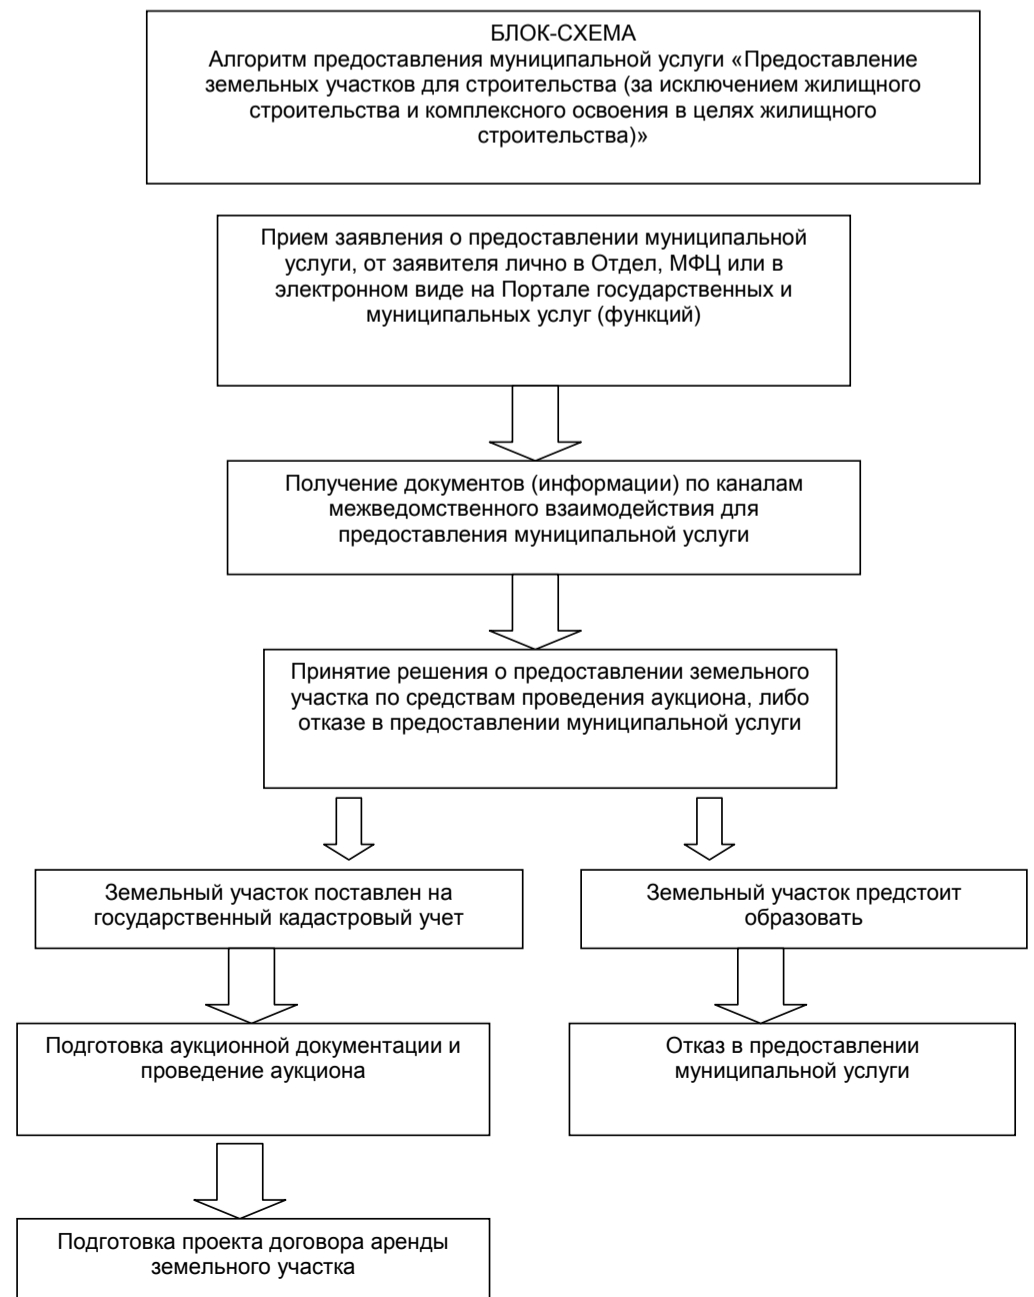 БЛОК-СХЕМА
Алгоритм предоставления муниципальной услуги «Предоставление
земельных участков для строительства (за исключением жилищного
строительства и комплексного освоения в целях жилищного
строительства)»
Прием заявления о предоставлении муниципальной
услуги, от заявителя лично в Отдел, МФЦ или в
электронном виде на Портале государственных и
муниципальных услуг (функций)
Получение документов (информации) по каналам
межведомственного взаимодействия для
предоставления муниципальной услуги
Принятие решения о предоставлении земельного
участка по средствам проведения аукциона, либо
отказе в предоставлении муниципальной услуги
Земельный участок поставлен на
государственный кадастровый учет
Земельный участок предстоит
образовать
Подготовка аукционной документации и
проведение аукциона
Отказ в предоставлении
муниципальной услуги
Подготовка проекта договора аренды
земельного участка